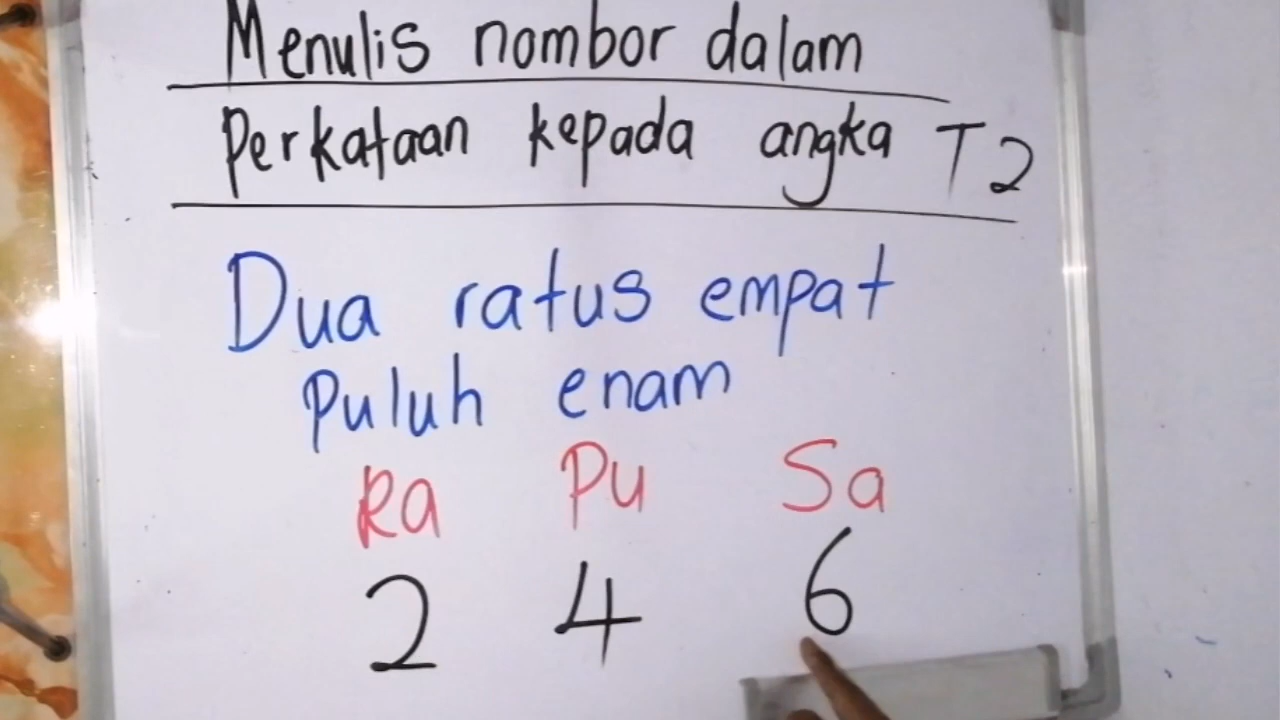 Menulis nombor dalam
Perkataan kepada angka T2
Dua ratus empat
Puluh enam
Ra Pu Sa
2 4 6